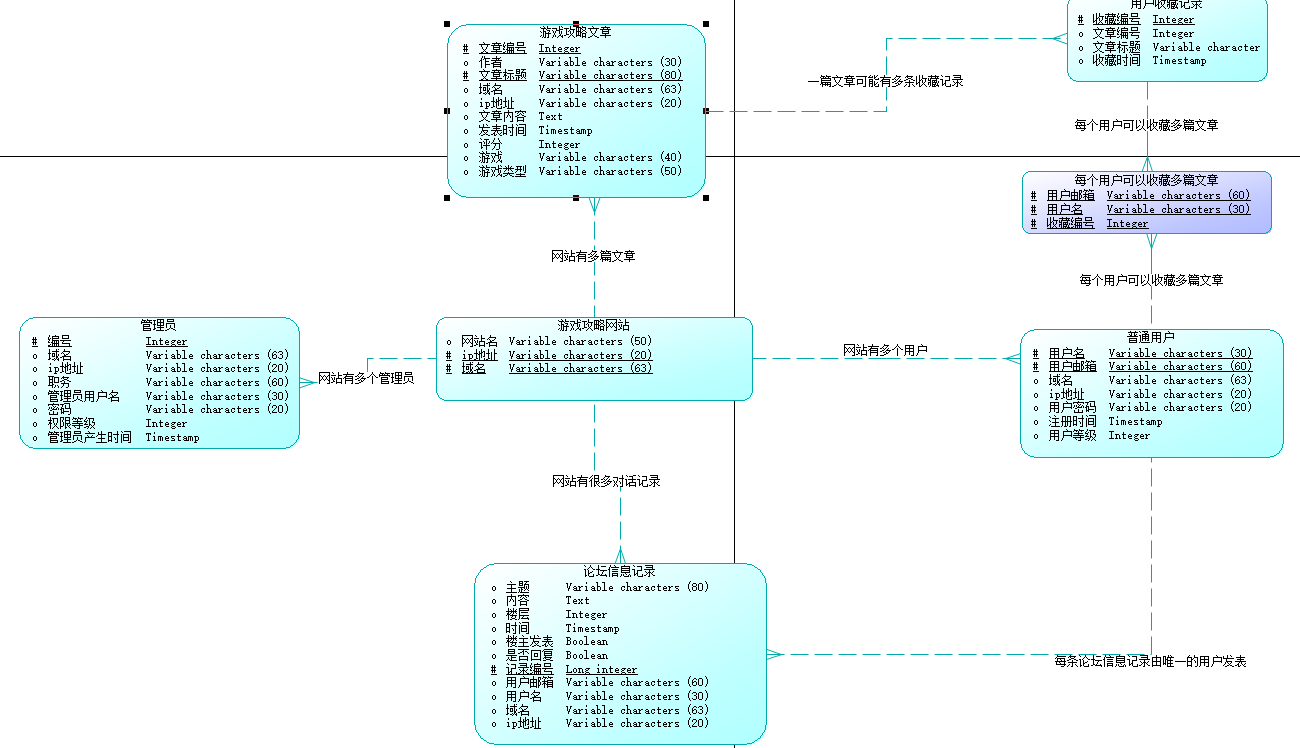 游戏攻略文章
# 文章编号 Integer
o 作者 Variable characters (30)
# 文章标题 Variable characters (80)
o 域名 Variable characters (63)
o ip地址 Variable characters (20)
o 文章内容 Text
o 发表时间 Timestamp
o 评分 Integer
o 游戏 Variable characters (40)
o 游戏类型 Variable characters (50)
用户收藏记录
# 收藏编号 Integer
o 文章编号 Integer
o 文章标题 Variable character
o 收藏时间 Timestamp
一篇文章可能有多条收藏记录
每个用户可以收藏多篇文章
每个用户可以收藏多篇文章
# 用户邮箱 Variable characters (60)
# 用户名 Variable characters (30)
# 收藏编号 Integer
网站有多篇文章
每个用户可以收藏多篇文章
管理员
# 编号 Integer
o 域名 Variable characters (63)
o ip地址 Variable characters (20)
o 职务 Variable characters (60)
o 管理员用户名 Variable characters (30)
o 密码 Variable characters (20)
o 权限等级 Integer
o 管理员产生时间 Timestamp
网站有多个管理员
游戏攻略网站
o 网站名 Variable characters (50)
# ip地址 Variable characters (20)
# 域名 Variable characters (63)
网站有多个用户
普通用户
# 用户名 Variable characters (30)
# 用户邮箱 Variable characters (60)
o 域名 Variable characters (63)
o ip地址 Variable characters (20)
o 用户密码 Variable characters (20)
o 注册时间 Timestamp
o 用户等级 Integer
网站有很多对话记录
论坛信息记录
o 主题 Variable characters (80)
o 内容 Text
o 楼层 Integer
o 时间 Timestamp
o 楼主发表 Boolean
o 是否回复 Boolean
# 记录编号 Long integer
o 用户邮箱 Variable characters (60)
o 用户名 Variable characters (30)
o 域名 Variable characters (63)
o ip地址 Variable characters (20)
每条论坛信息记录由唯一的用户发表